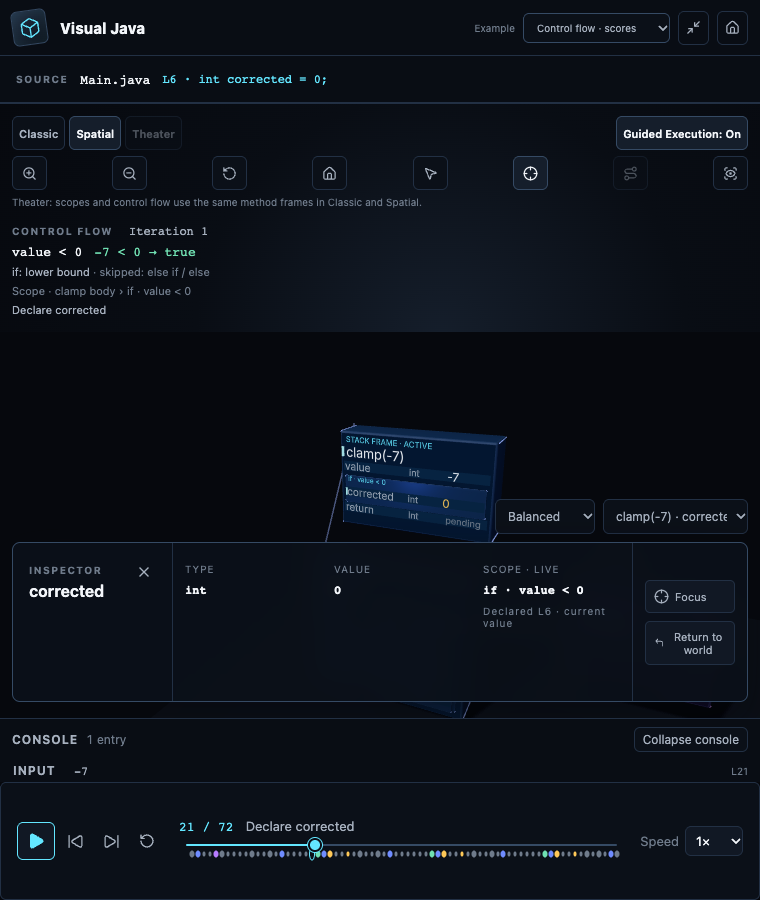 Visual Java
Example
Control flow · scores
SOURCE Main.java L6 · int corrected = 0;
Classic Spatial Theater
Guided Execution: On
Theater: scopes and control flow use the same method frames in Classic and Spatial.
CONTROL FLOW Iteration 1
value < 0 -7 < 0 → true
if: lower bound · skipped: else if / else
Scope · clamp body › if · value < 0
Declare corrected
STACK FRAME · ACTIVE
clamp(-7)
value int -7
if · value < 0
corrected int 0
return int pending
Balanced
clamp(-7) · correcte
INSPECTOR
corrected
TYPE
int
VALUE
0
SCOPE · LIVE
if · value < 0
Declared L6 · current
value
Focus
Return to
world
CONSOLE 1 entry
Collapse console
INPUT -7
L21
21 / 72 Declare corrected
Speed 1×